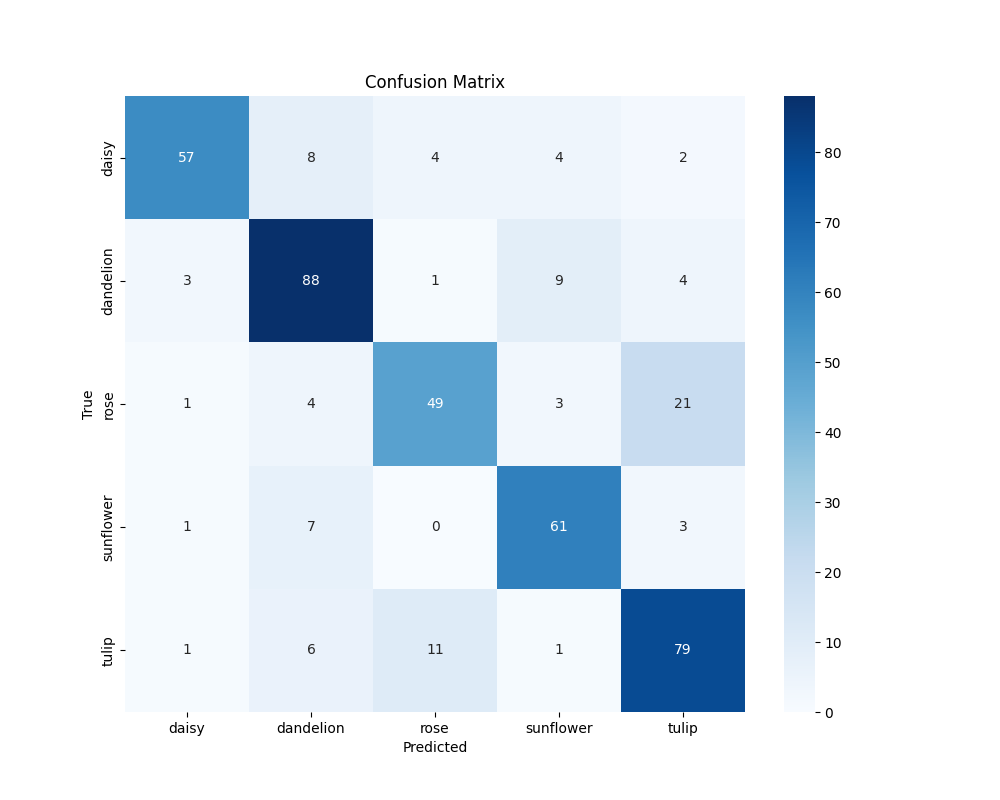 Confusion Matrix
daisy 57 8 4 4 2
dandelion 3 88 1 9 4
rose 1 4 49 3 21
sunflower 1 7 0 61 3
tulip 1 6 11 1 79
True
daisy dandelion rose sunflower tulip
Predicted
80
70
60
50
40
30
20
10
0